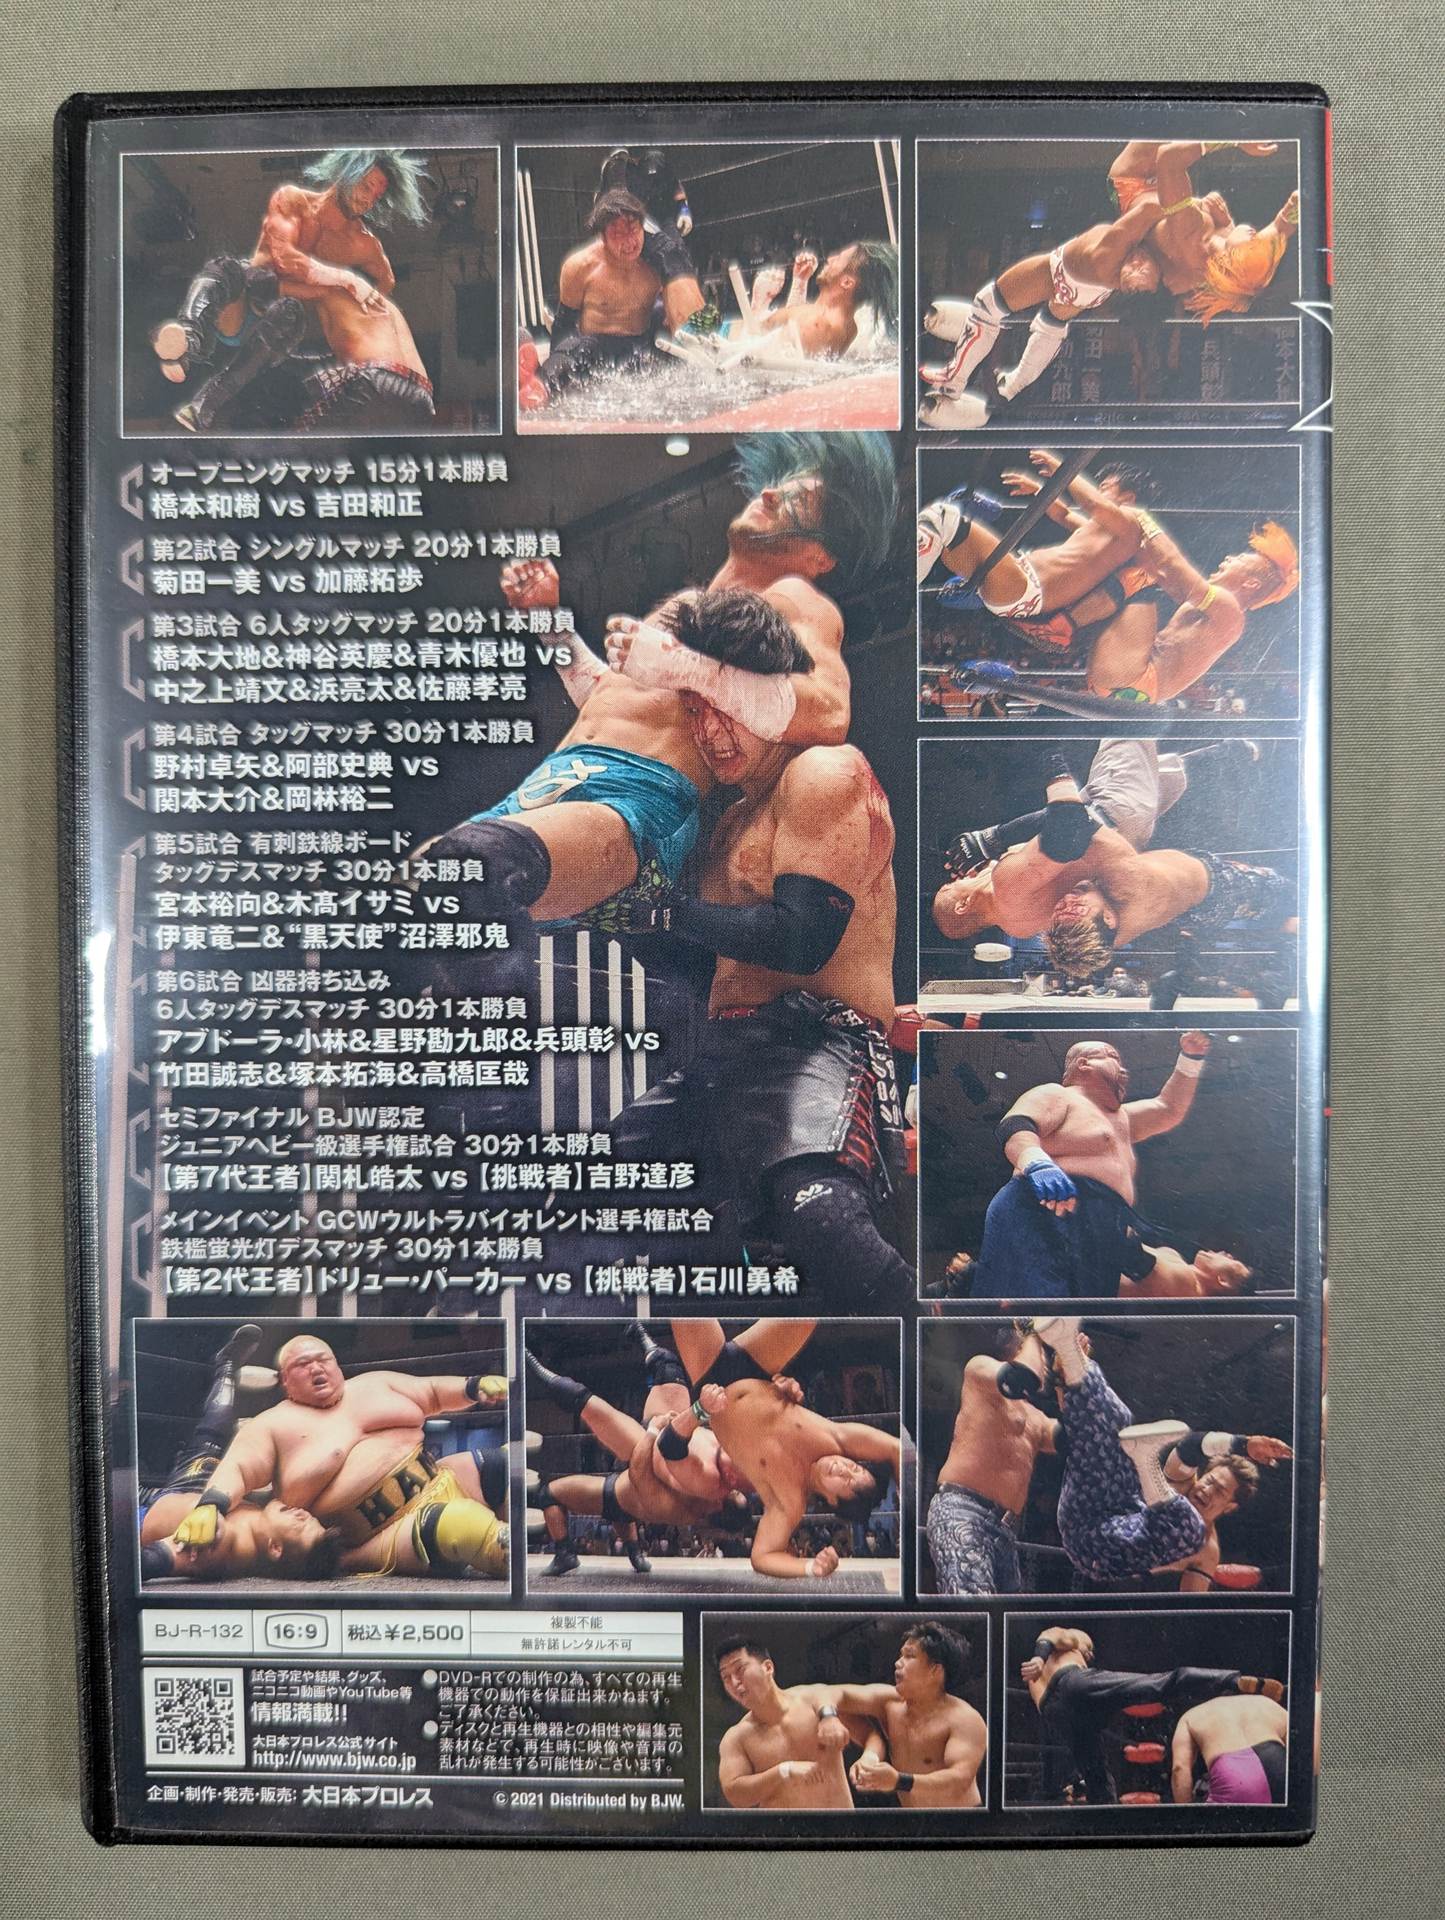 オープニングマッチ 15分1本勝負
橋本和樹 vs 吉田和正
第2試合 シングルマッチ 20分1本勝負
菊田一美 vs 加藤拓歩
第3試合 6人タッグマッチ 20分1本勝負
橋本大地&神谷英慶&青木優也 vs
中之上靖文&浜亮太&佐藤孝亮
第4試合 タッグマッチ 30分1本勝負
野村卓矢&阿部史典 vs
関本大介&岡林裕二
第5試合 有刺鉄線ボード
タッグデスマッチ 30分1本勝負
宮本裕向&木髙イサミ vs
伊東竜二&“黒天使”沼澤邪鬼
第6試合 凶器持ち込み
6人タッグデスマッチ 30分1本勝負
アブドーラ・小林&星野勘九郎&兵頭彰 vs
竹田誠志&塚本拓海&高橋匡哉
セミファイナル BJW認定
ジュニアヘビー級選手権試合 30分1本勝負
【第7代王者】関札皓太 vs 【挑戦者】吉野達彦
メインイベント GCWウルトラバイオレント選手権試合
鉄檻蛍光灯デスマッチ 30分1本勝負
【第2代王者】ドリュー・パーカー vs 【挑戦者】石川勇希
BJ-R-132
16:9
税込¥2,500
複製不能
無許諾レンタル不可
試合予定や結果、グッズ、
ニコニコ動画やYouTube等
情報満載!!
大日本プロレス公式サイト
http://www.bjw.co.jp
●DVD-Rでの制作の為、すべての再生
機器での動作を保証出来かねます。
ご了承ください。
●ディスクと再生機器との相性や編集元
素材などで、再生時に映像や音声の
乱れが発生する可能性がございます。
企画・制作・発売・販売: 大日本プロレス
© 2021 Distributed by BJW.